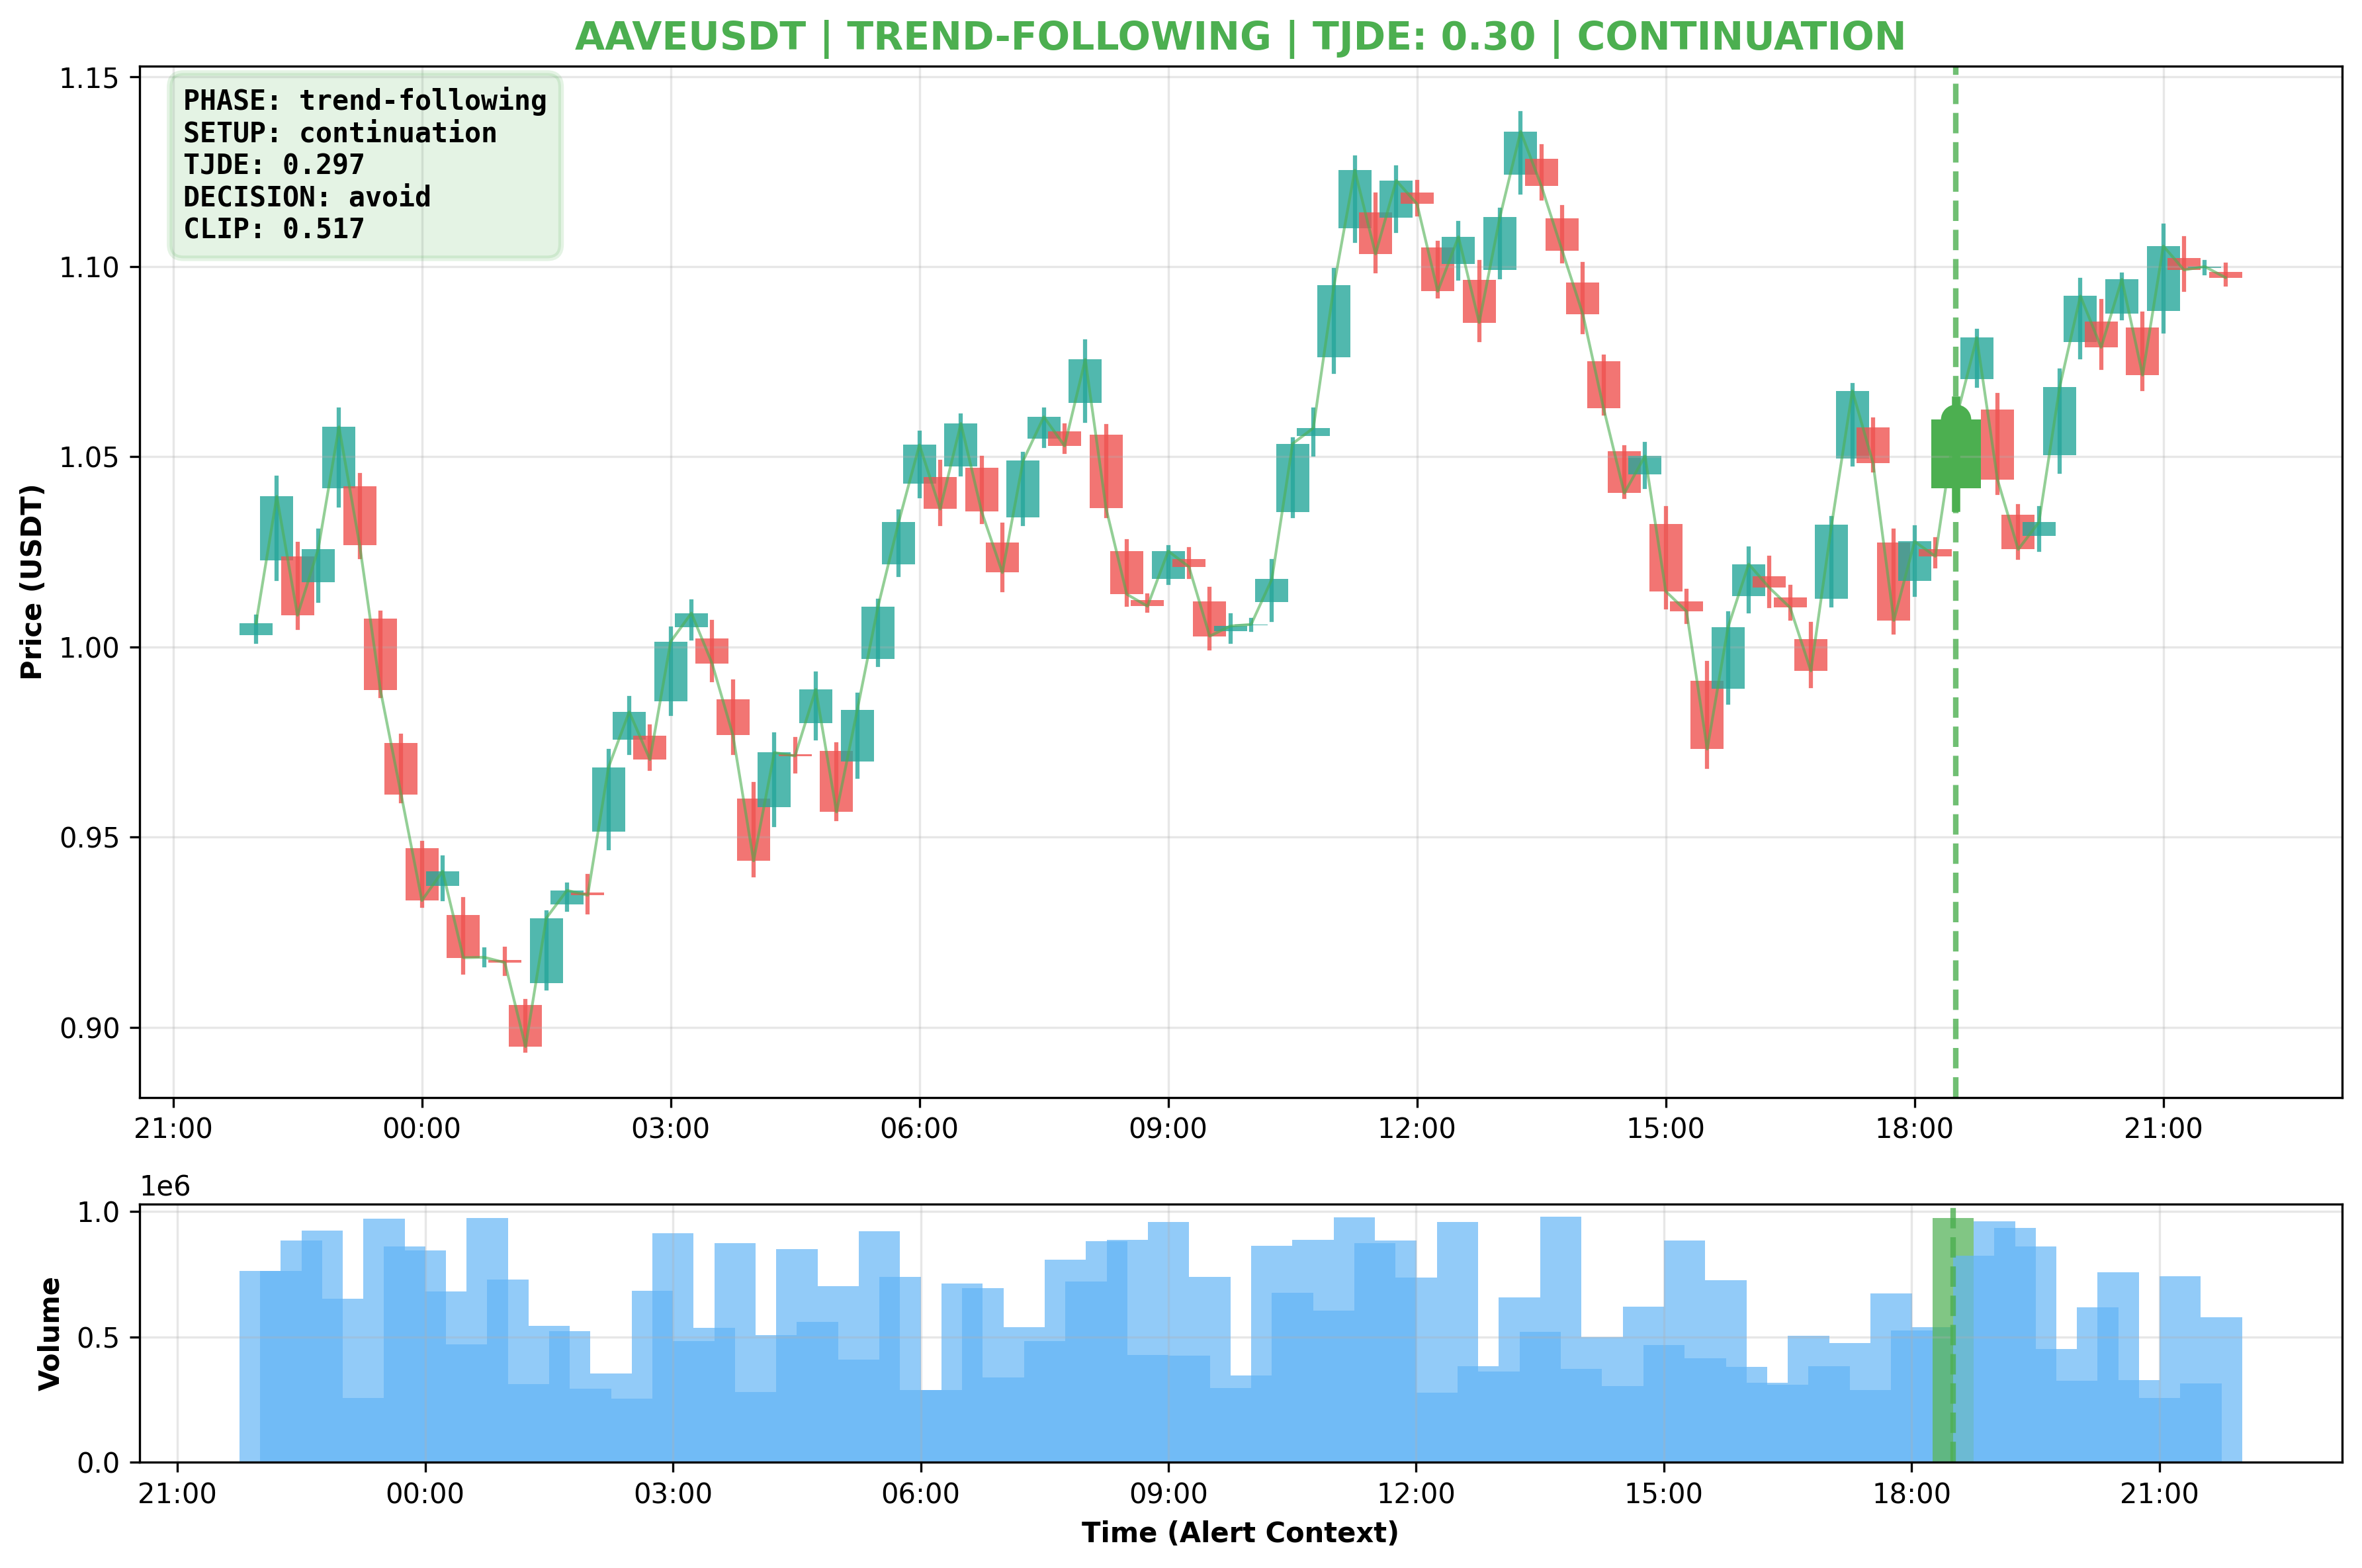 AAVEUSDT | TREND-FOLLOWING | TJDE: 0.30 | CONTINUATION
PHASE: trend-following
SETUP: continuation
TJDE: 0.297
DECISION: avoid
CLIP: 0.517
Price (USDT)
1.15
1.10
1.05
1.00
0.95
0.90
21:00 00:00 03:00 06:00 09:00 12:00 15:00 18:00 21:00
1e6
Volume
1.0
0.5
0.0
21:00 00:00 03:00 06:00 09:00 12:00 15:00 18:00 21:00
Time (Alert Context)